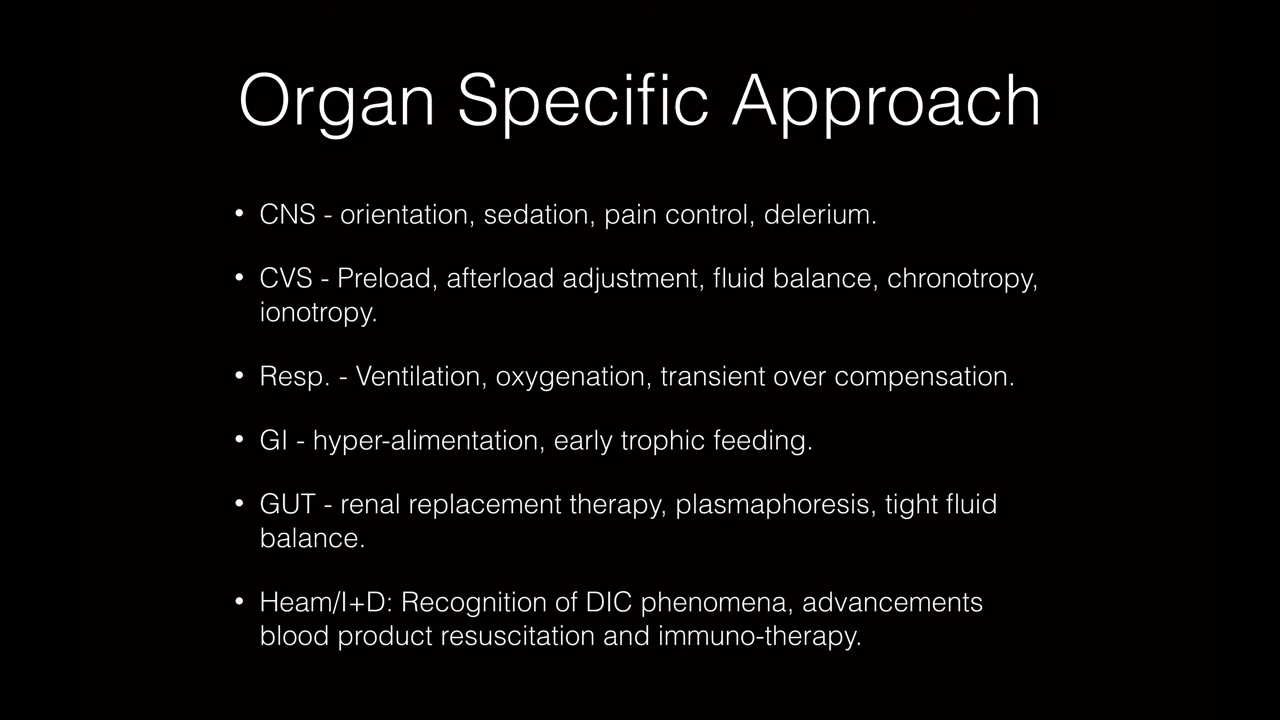 Organ Specific Approach
• CNS - orientation, sedation, pain control, delerium.
• CVS - Preload, afterload adjustment, fluid balance, chronotropy,
ionotropy.
• Resp. - Ventilation, oxygenation, transient over compensation.
• GI - hyper-alimentation, early trophic feeding.
• GUT - renal replacement therapy, plasmaphoresis, tight fluid
balance.
• Heam/I+D: Recognition of DIC phenomena, advancements
blood product resuscitation and immuno-therapy.